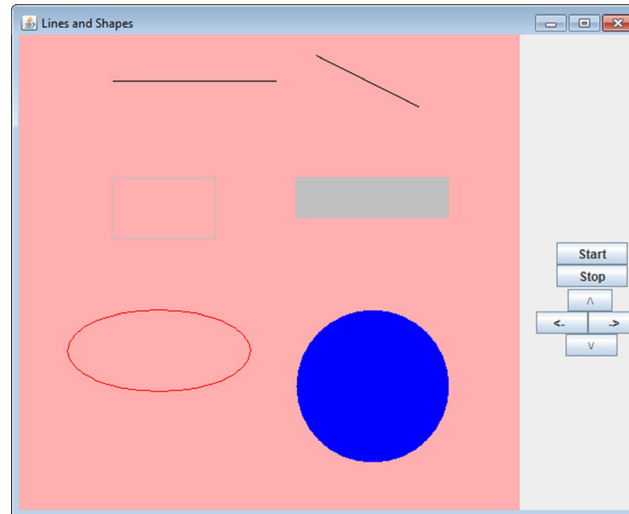 Lines and Shapes
Start
Stop
^
<- ->
v